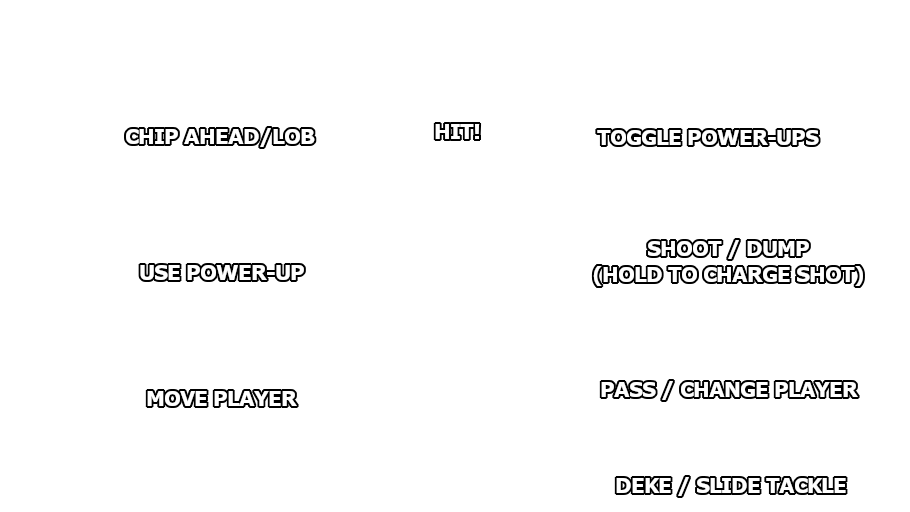 CHIP AHEAD/LOB
HIT!
TOGGLE POWER-UPS
USE POWER-UP
SHOOT / DUMP
(HOLD TO CHARGE SHOT)
MOVE PLAYER
PASS / CHANGE PLAYER
DEKE / SLIDE TACKLE